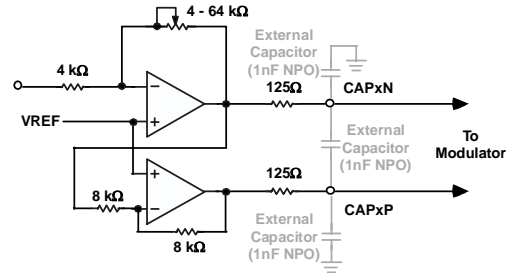 4 - 64 kΩ
External
Capacitor
(1nF NPO)
4 kΩ
125Ω
CAPxN
VREF
External
Capacitor
(1nF NPO)
To
Modulator
125Ω
8 kΩ
CAPxP
8 kΩ
External
Capacitor
(1nF NPO)